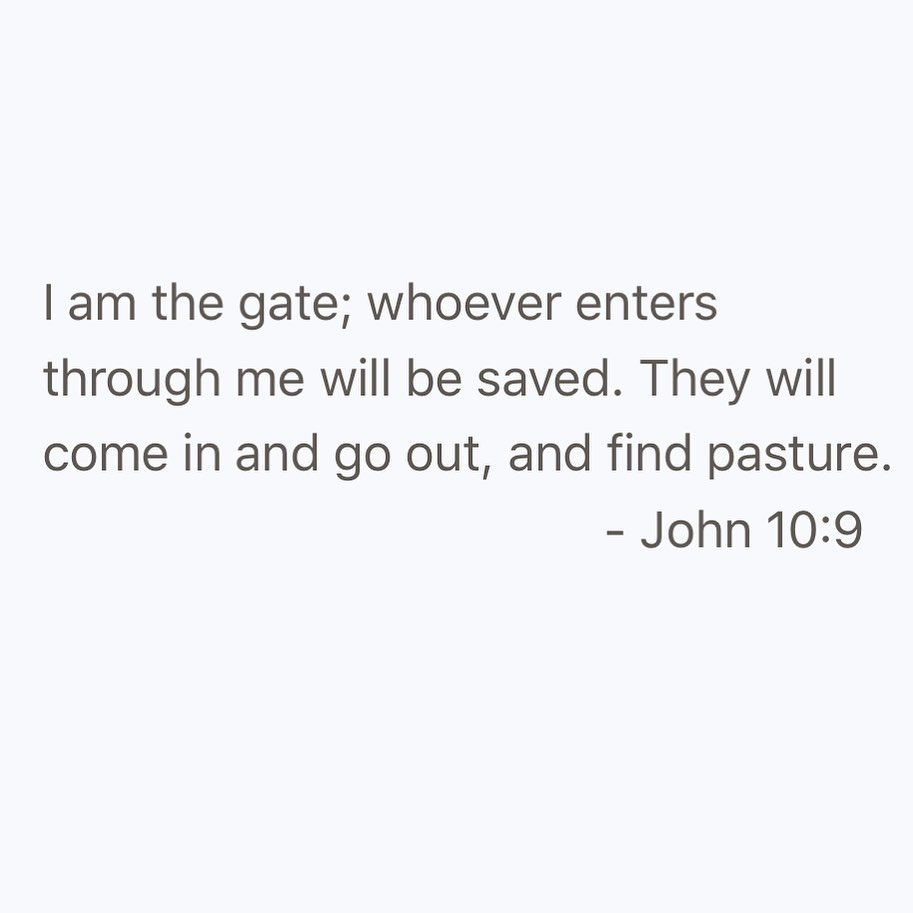 I am the gate; whoever enters
through me will be saved. They will
come in and go out, and find pasture.
- John 10:9